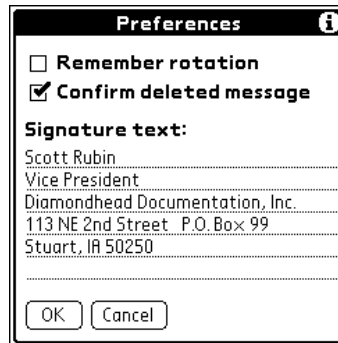 Preferences
Remember rotation
Confirm deleted message
Signature text:
Scott Rubin
Vice President
Diamondhead Documentation, Inc.
113 NE 2nd Street P.O. Box 99
Stuart, IA 50250
OK Cancel